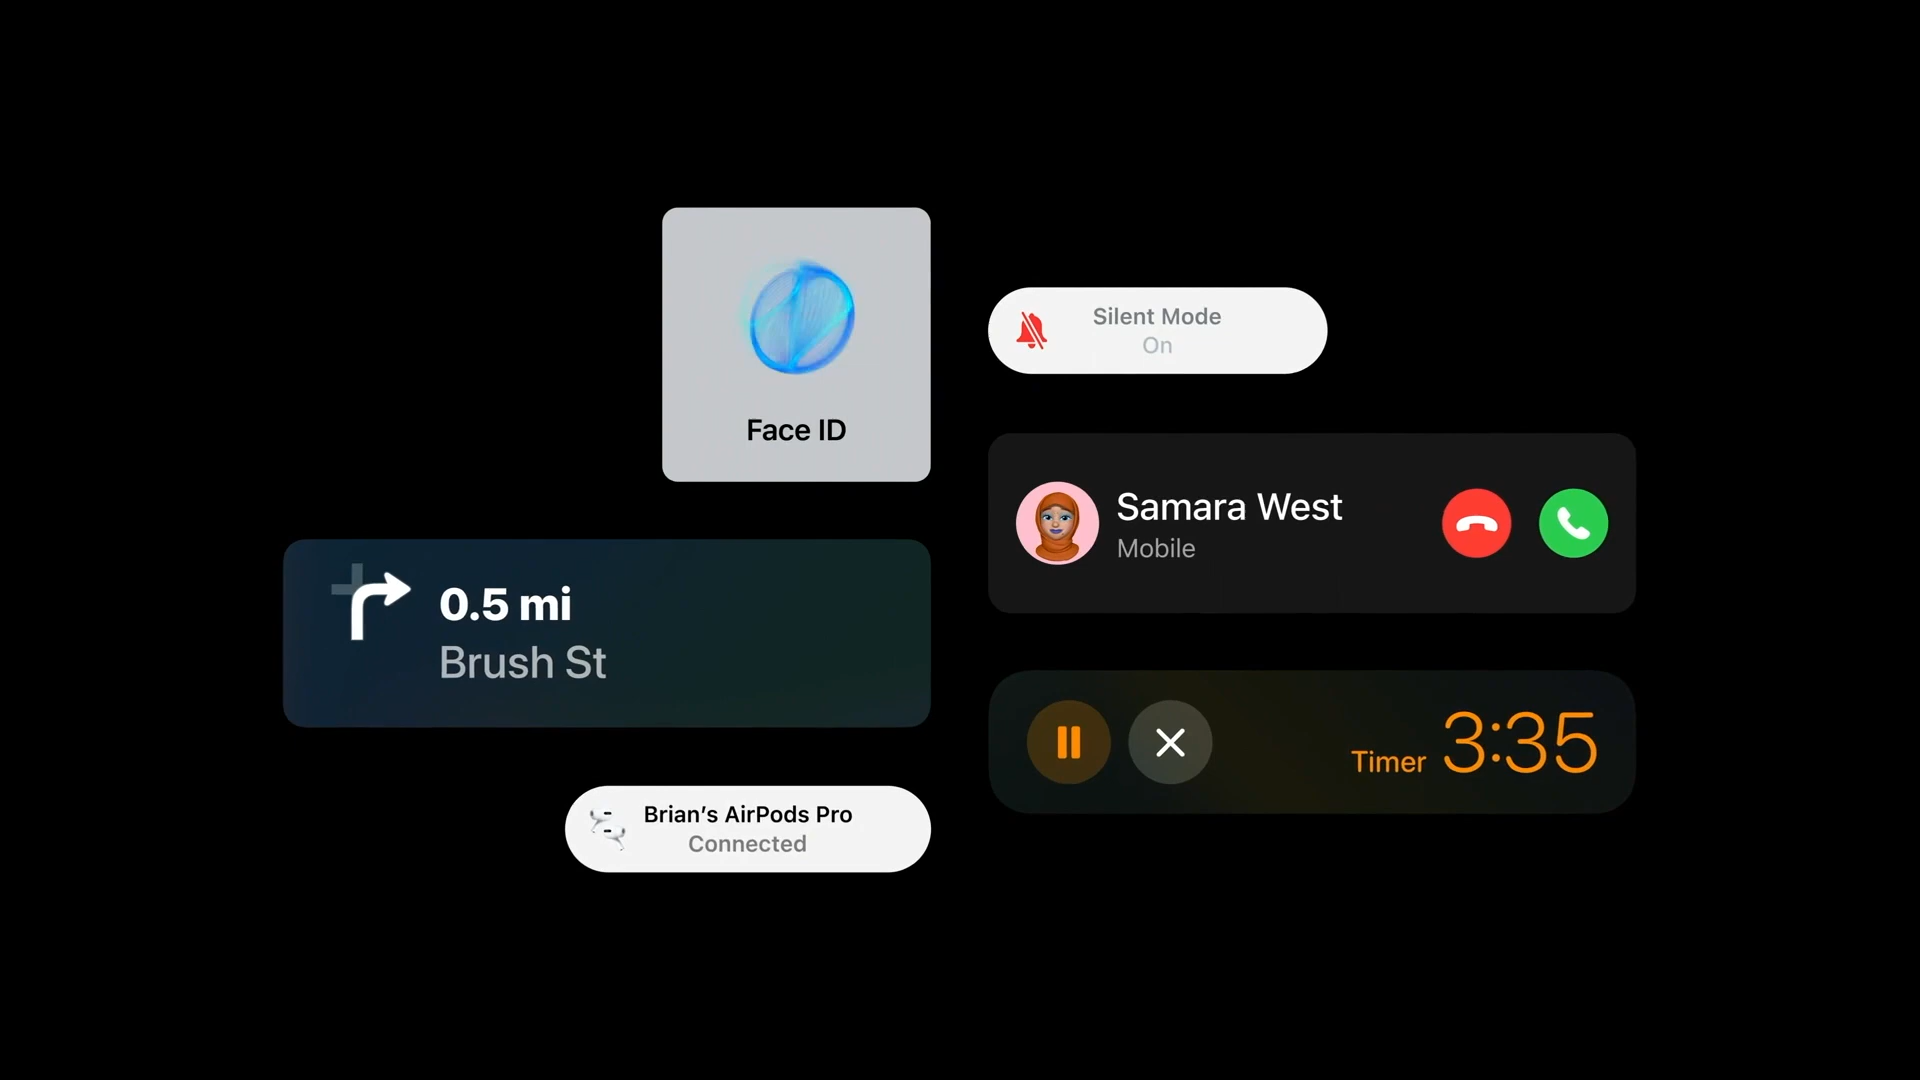 Face ID
Silent Mode
On
Samara West
Mobile
0.5 mi
Brush St
Timer 3:35
Brian’s AirPods Pro
Connected